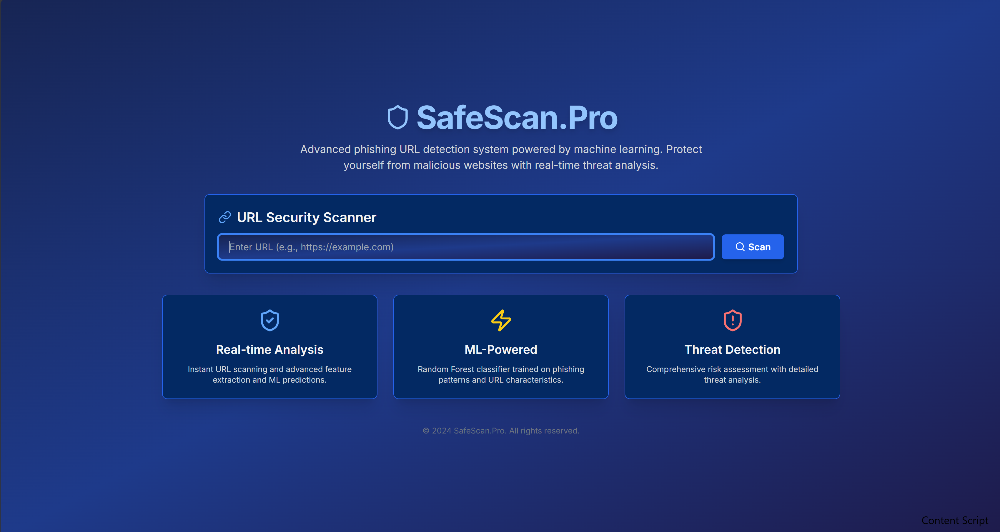 SafeScan.Pro
Advanced phishing URL detection system powered by machine learning. Protect
yourself from malicious websites with real-time threat analysis.
URL Security Scanner
Enter URL (e.g., https://example.com)
Scan
Real-time Analysis
Instant URL scanning and advanced feature
extraction and ML predictions.
ML-Powered
Random Forest classifier trained on phishing
patterns and URL characteristics.
Threat Detection
Comprehensive risk assessment with detailed
threat analysis.
© 2024 SafeScan.Pro. All rights reserved.
Content Script